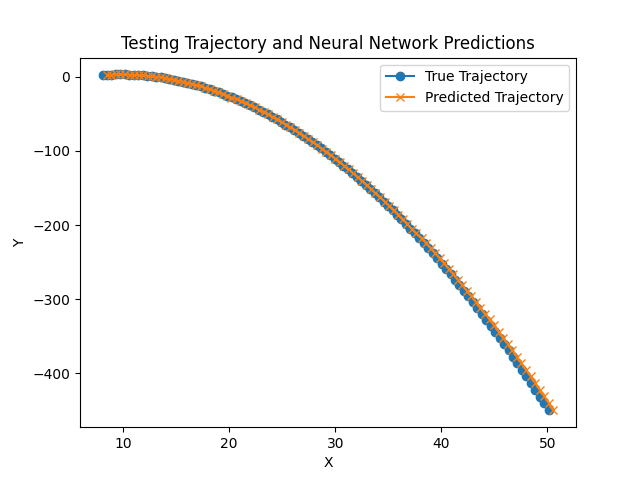 Testing Trajectory and Neural Network Predictions
True Trajectory
Predicted Trajectory
0
−100
−200
−300
−400
Y
10 20 30 40 50
X